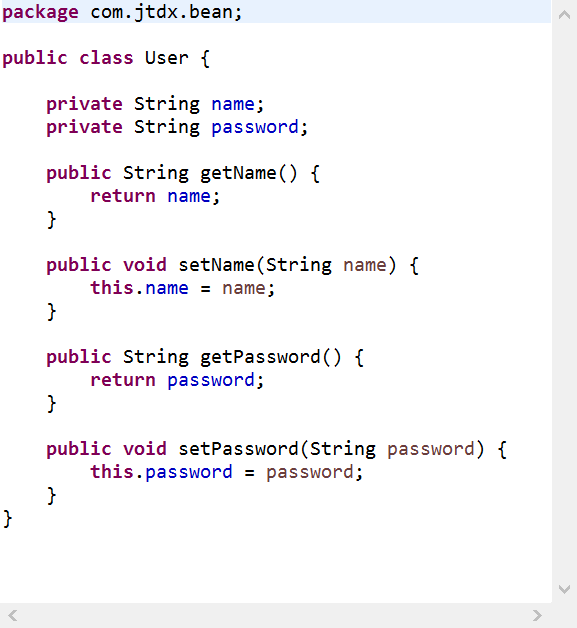 package com.jtdx.bean;
public class User {
private String name;
private String password;
public String getName() {
return name;
}
public void setName(String name) {
this.name = name;
}
public String getPassword() {
return password;
}
public void setPassword(String password) {
this.password = password;
}
}